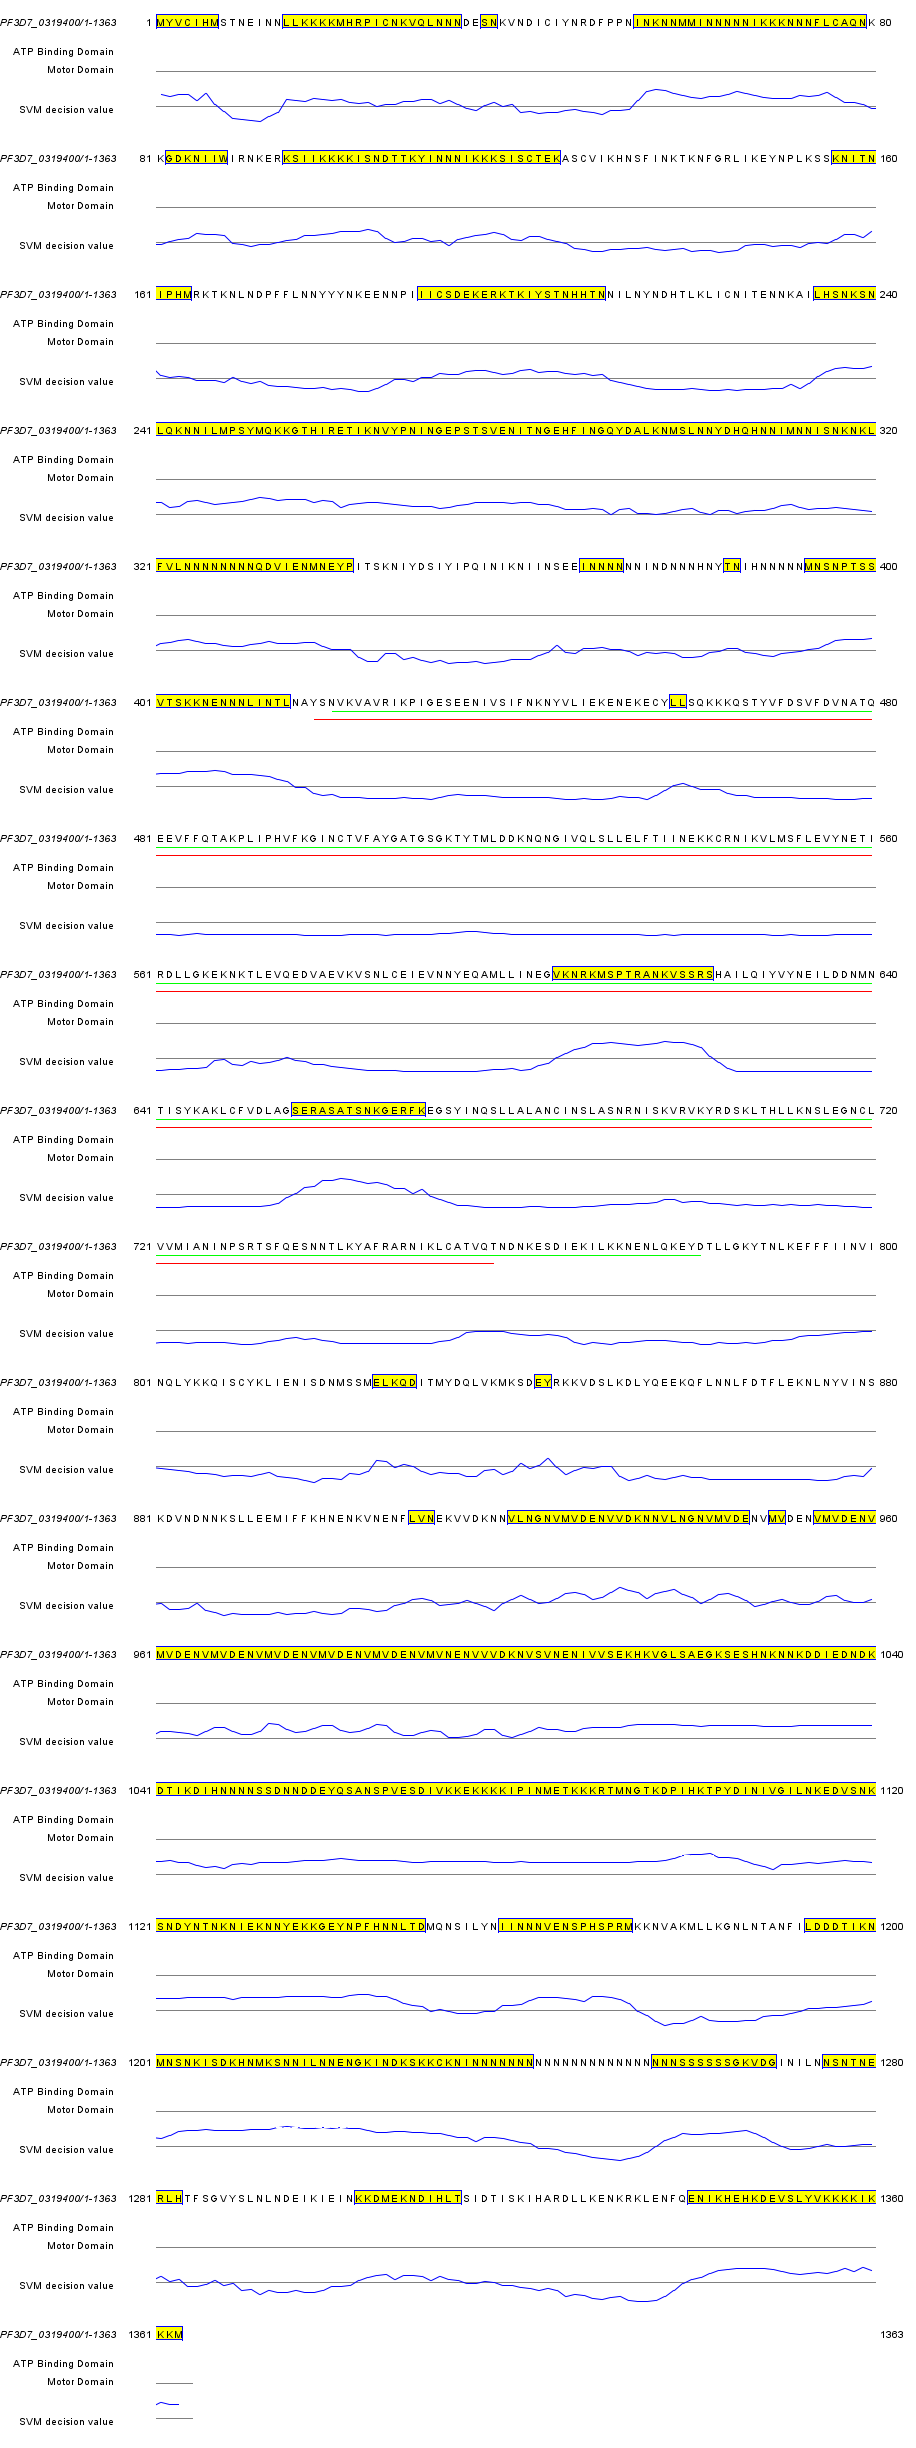 PF3D7_0319400/1-1363 1 MYVCIHMSTNEINNLLKKKKMHRPICNKVQLNNNDESNKVNDICIYNRDFPPNINKNNMMINNNNNIKKKNNNFLCAQNK 80
ATP Binding Domain
Motor Domain
SVM decision value
PF3D7_0319400/1-1363 81 KGDKNIIWIRNKERKSIIKKKKISNDTTKYINNNIKKKSISCTEKASCVIKHNSFINKTKNFGRLIKEYNPLKSSKNITN 160
ATP Binding Domain
Motor Domain
SVM decision value
PF3D7_0319400/1-1363 161 IPHMRKTKNLNDPFFLNNYYYNKEENNPIIICSDEKERKTKIYSTNHHTNNILNYNDHTLKLICNITENNKAILHSNKSN 240
ATP Binding Domain
Motor Domain
SVM decision value
PF3D7_0319400/1-1363 241 LQKNNILMPSYMQKKGTHIRETIKNVYPNINGEPSTSVENITNGEHFINGQYDALKNMSLNNYDHQHNNIMNNISNKNKL 320
ATP Binding Domain
Motor Domain
SVM decision value
PF3D7_0319400/1-1363 321 FVLNNNNNNNNQDVIENMNEYPITSKNIYDSIYIPQINIKNIINSEEINNNNNNINDNNNHNYTNIHNNNNNMNSNPTSS 400
ATP Binding Domain
Motor Domain
SVM decision value
PF3D7_0319400/1-1363 401 VTSKKNENNNLINTLNAYSNVKVAVRIKPIGESEENIVSIFNKNYVLIEKENEKECYLLSQKKKQSTYVFDSVFDVNATQ 480
ATP Binding Domain
Motor Domain
SVM decision value
PF3D7_0319400/1-1363 481 EEVFFQTAKPLIPHVFKGINCTVFAYGATGSGKTYTMLDDKNQNGIVQLSLLELFTIINEKKCRNIKVLMSFLEVYNETI 560
ATP Binding Domain
Motor Domain
SVM decision value
PF3D7_0319400/1-1363 561 RDLLGKEKNKTLEVQEDVAEVKVSNLCEIEVNNYEQAMLLINEGVKNRKMSPTRANKVSSRSHAILQIYVYNEILDDNMN 640
ATP Binding Domain
Motor Domain
SVM decision value
PF3D7_0319400/1-1363 641 TISYKAKLCFVDLAGSERASATSNKGERFKEGSYINQSLLALANCINSLASNRNISKVRVKYRDSKLTHLLKNSLEGNCL 720
ATP Binding Domain
Motor Domain
SVM decision value
PF3D7_0319400/1-1363 721 VVMIANINPSRTSFQESNNTLKYAFRARNIKLCATVQTNDNKESDIEKILKKNENLQKEYDTLLGKYTNLKEFFFIINVI 800
ATP Binding Domain
Motor Domain
SVM decision value
PF3D7_0319400/1-1363 801 NQLYKKQISCYKLIENISDNMSSMELKQDITMYDQLVKMKSDEYRKKVDSLKDLYQEEKQFLNNLFDTFLEKNLNYVINS 880
ATP Binding Domain
Motor Domain
SVM decision value
PF3D7_0319400/1-1363 881 KDVNDNNKSLLEEMIFFKHNENKVNENFLVNEKVVDKNNVLNGNVMVDENVVDKNNVLNGNVMVDENVMVDENVMVDENV 960
ATP Binding Domain
Motor Domain
SVM decision value
PF3D7_0319400/1-1363 961 MVDENVMVDENVMVDENVMVDENVMVDENVMVNENVVVDKNVSVNENIVVSEKHKVGLSAEGKSESHNKNNKDDIEDNDK 1040
ATP Binding Domain
Motor Domain
SVM decision value
PF3D7_0319400/1-1363 1041 DTIKDIHNNNNSSDNNDDEYQSANSPVESDIVKKEKKKKIPINMETKKKRTMNGTKDPIHKTPYDINIVGILNKEDVSNK 1120
ATP Binding Domain
Motor Domain
SVM decision value
PF3D7_0319400/1-1363 1121 SNDYNTNKNIEKNNYEKKGEYNPFHNNLTDMQNSILYNIINNNVENSPHSPRMKKNVAKMLLKGNLNTANFILDDDTIKN 1200
ATP Binding Domain
Motor Domain
SVM decision value
PF3D7_0319400/1-1363 1201 MNSNKISDKHNMKSNNILNNENGKINDKSKKCKNINNNNNNNNNNNNNNNNNNNNNNNNNNSSSSSSGKVDGINILNNSNTNE 1280
ATP Binding Domain
Motor Domain
SVM decision value
PF3D7_0319400/1-1363 1281 RLHTFSGVYSLNLNDEIKIEINKKDMEKNDIHLTSIDTISKIHARDLLKENKRKLENFQENIKHEHKDEVSLYVKKKKIK 1360
ATP Binding Domain
Motor Domain
SVM decision value
PF3D7_0319400/1-1363 1361 KKM 1363
ATP Binding Domain
Motor Domain
SVM decision value